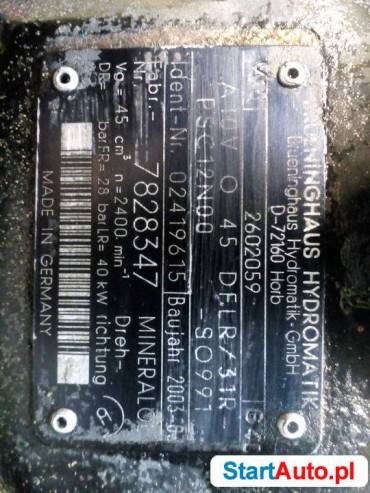 BRUENINGHAUS HYDROMATIK
Brueninghaus Hydromatik · GmbH
D-72160 Horb
2602059
A10V O 45 DFLR/31R
PSC12N00 -SO991
Ident-Nr. 02419615 Baujahr 2003
Fabr.-Nr. 7828347 MINERALÖL
Vg= 45 cm³ n=2400 min⁻¹ Dreh-
DR= bar FR= 28 bar LR= 40 kW richtung
MADE IN GERMANY
StartAuto.pl